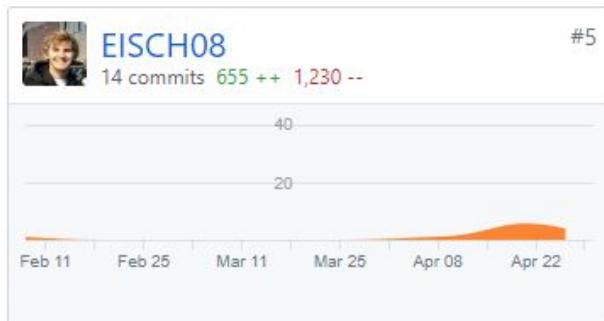 EISCH08
#5
14 commits 655 ++ 1,230 --
40
20
Feb 11 Feb 25 Mar 11 Mar 25 Apr 08 Apr 22